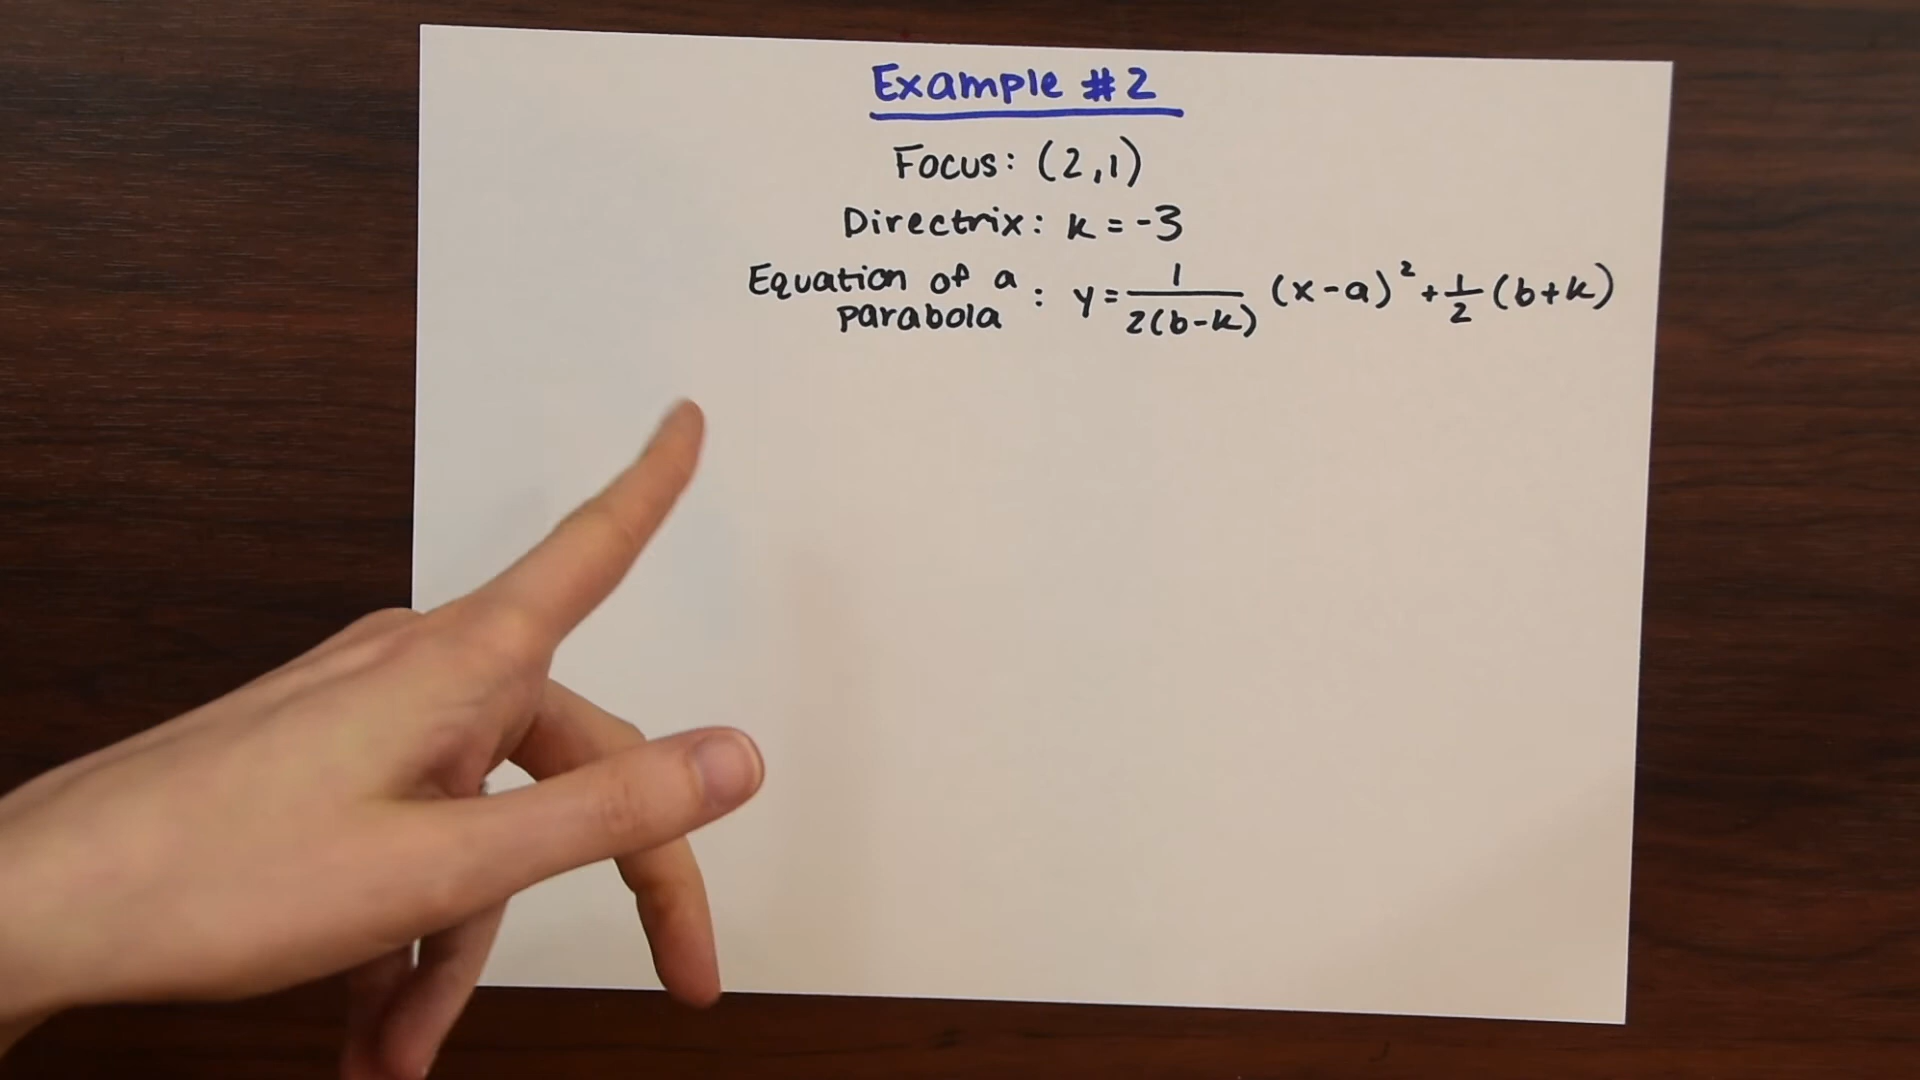 Example #2
Focus: (2,1)
Directrix: k = -3
Equation of a parabola : y = 1/2(b-k) (x-a)² + 1/2 (b+k)